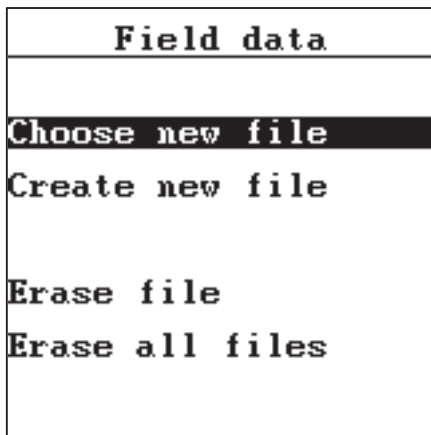 Field data
Choose new file
Create new file
Erase file
Erase all files